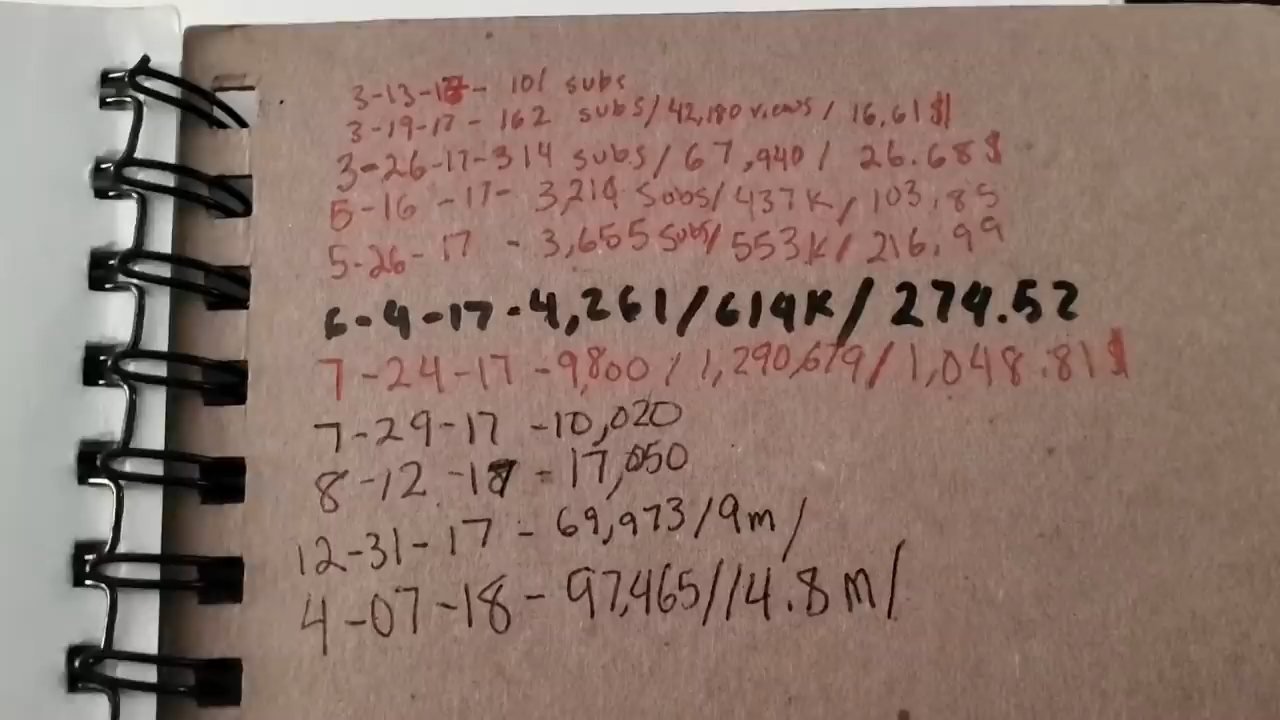 3-13-17- 101 subs
3-19-17 - 162 subs/42,180 views/ 16,61$
3-26-17-314 subs/67,940/ 26.68$
5-16-17- 3,214 subs/437K/103,85
5-26-17 - 3,655 subs/553K/216,99
6-4-17-4,261/614K/274.52
7-24-17-9,800/1,290,679/1,048.81$
7-29-17-10,020
8-12-17-17,050
12-31-17-69,973/9m/
4-07-18-97,465/14.8m/